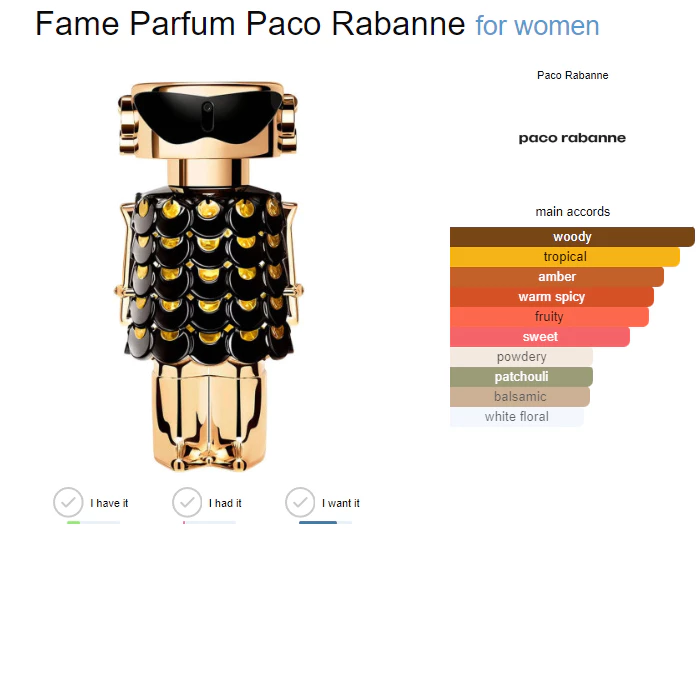 Fame Parfum Paco Rabanne for women
Paco Rabanne
paco rabanne
main accords
woody
tropical
amber
warm spicy
fruity
sweet
powdery
patchouli
balsamic
white floral
I have it
I had it
I want it